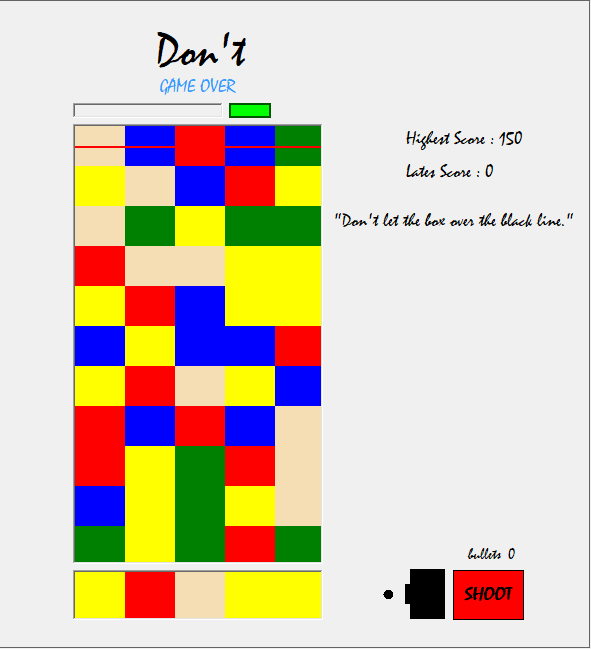 Don't
GAME OVER
Highest Score : 150
Lates Score : 0
"Don't let the box over the black line."
bullets 0
SHOOT